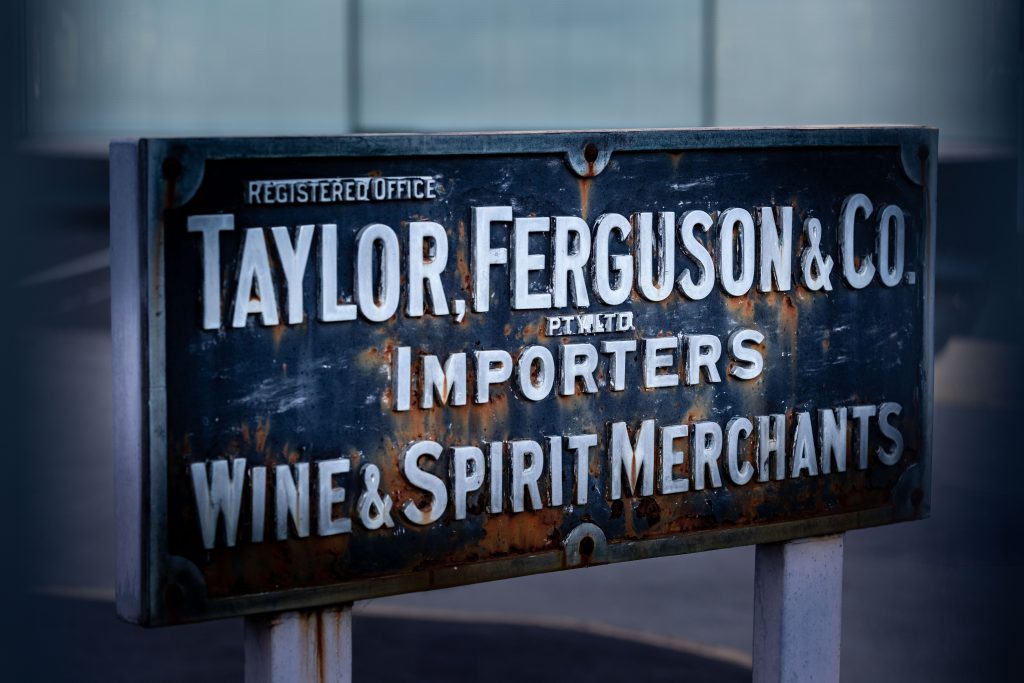 REGISTERED OFFICE
TAYLOR, FERGUSON & CO.
PTY. LTD.
IMPORTERS
WINE & SPIRIT MERCHANTS